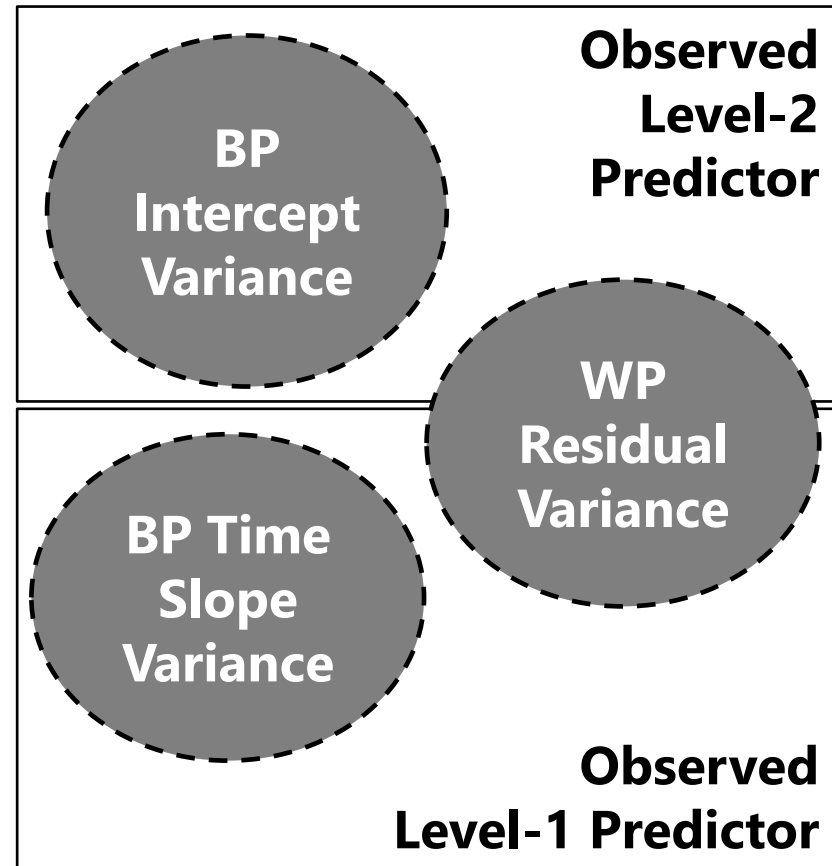 Observed
Level-2
Predictor
BP
Intercept
Variance
WP
Residual
Variance
BP Time
Slope
Variance
Observed
Level-1 Predictor